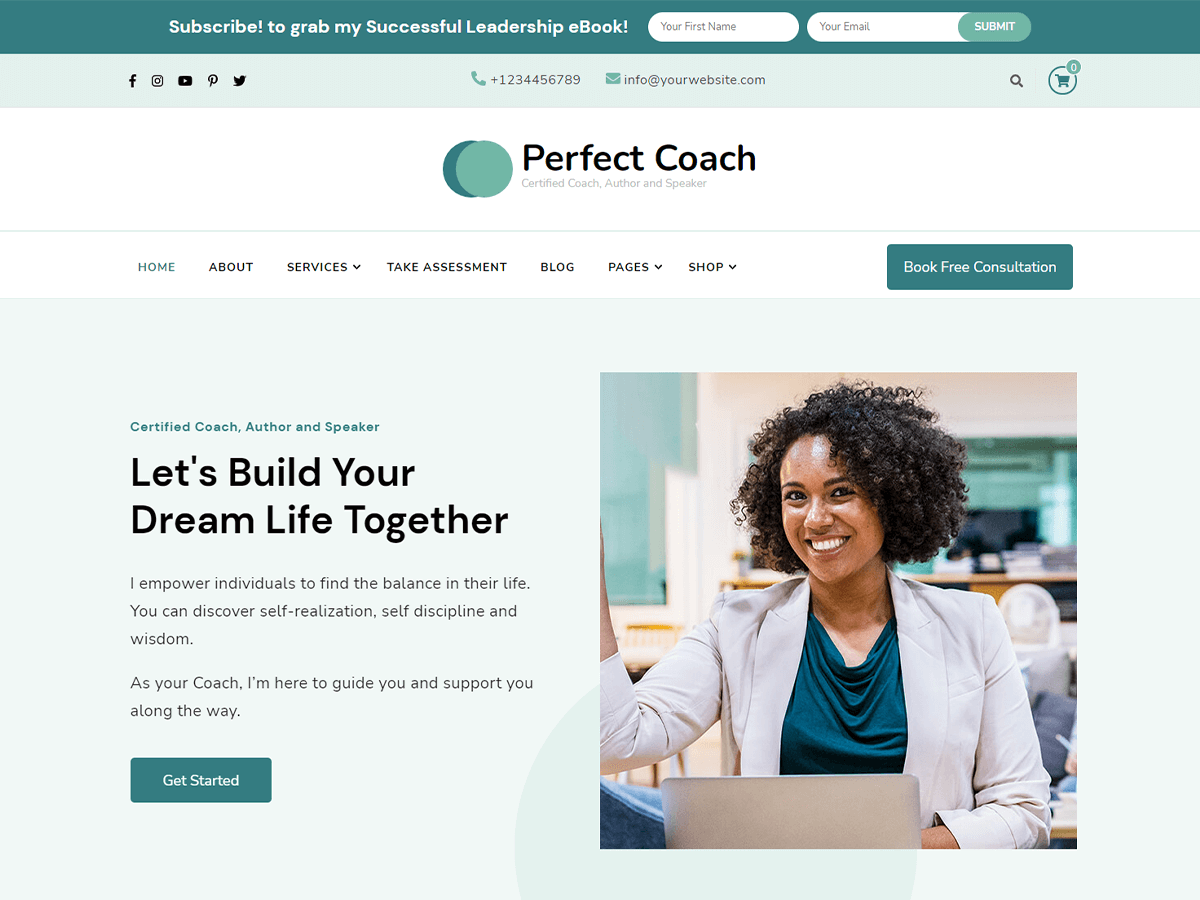 Subscribe! to grab my Successful Leadership eBook!
Your First Name
Your Email
SUBMIT
+1234456789
info@yourwebsite.com
0
Perfect Coach
Certified Coach, Author and Speaker
HOME
ABOUT
SERVICES
TAKE ASSESSMENT
BLOG
PAGES
SHOP
Book Free Consultation
Certified Coach, Author and Speaker
Let's Build Your
Dream Life Together
I empower individuals to find the balance in their life.
You can discover self-realization, self discipline and
wisdom.
As your Coach, I’m here to guide you and support you
along the way.
Get Started